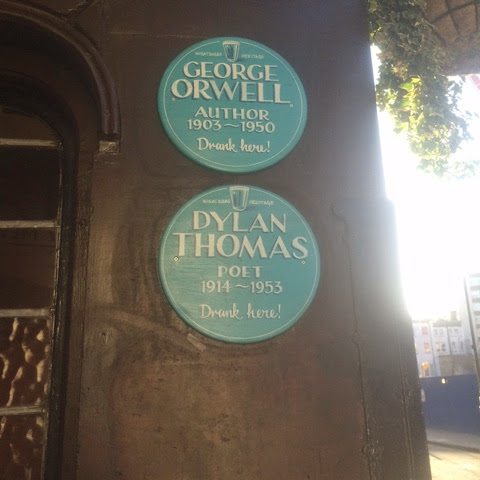 GEORGE
ORWELL
AUTHOR
1903~1950
Drank here!
DYLAN
THOMAS
POET
1914~1953
Drank here!